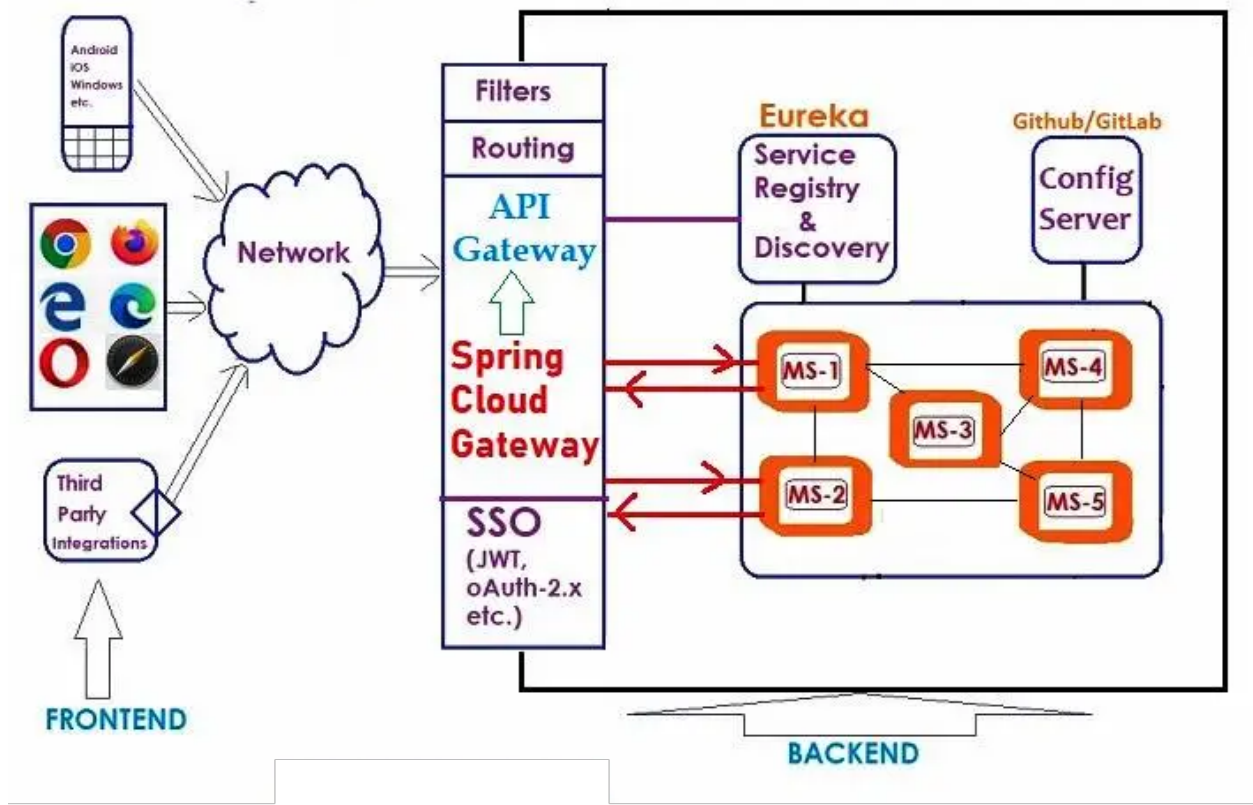 Android
iOS
Windows
etc.
Network
Third
Party
Integrations
FRONTEND
Filters
Routing
API
Gateway
Spring
Cloud
Gateway
SSO
(JWT,
oAuth-2.x
etc.)
Eureka
Service
Registry
&
Discovery
Github/GitLab
Config
Server
MS-1
MS-4
MS-3
MS-2
MS-5
BACKEND